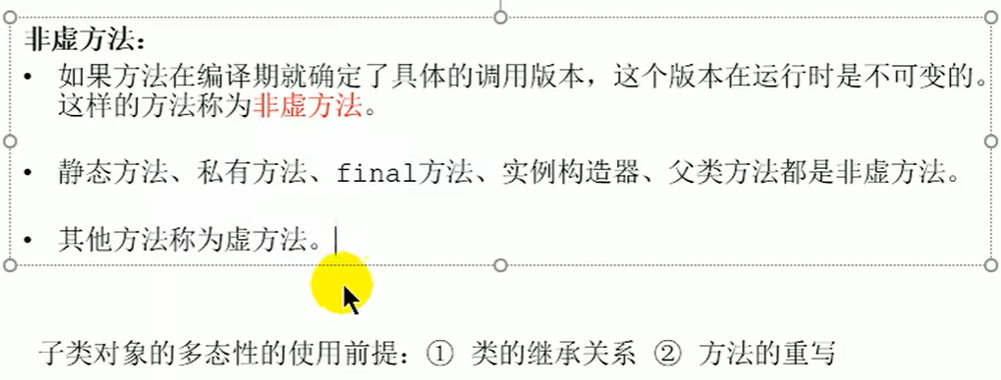 非虚方法：
• 如果方法在编译期就确定了具体的调用版本，这个版本在运行时是不可变的。
这样的方法称为非虚方法。
• 静态方法、私有方法、final方法、实例构造器、父类方法都是非虚方法。
• 其他方法称为虚方法。
子类对象的多态性的使用前提：① 类的继承关系 ② 方法的重写